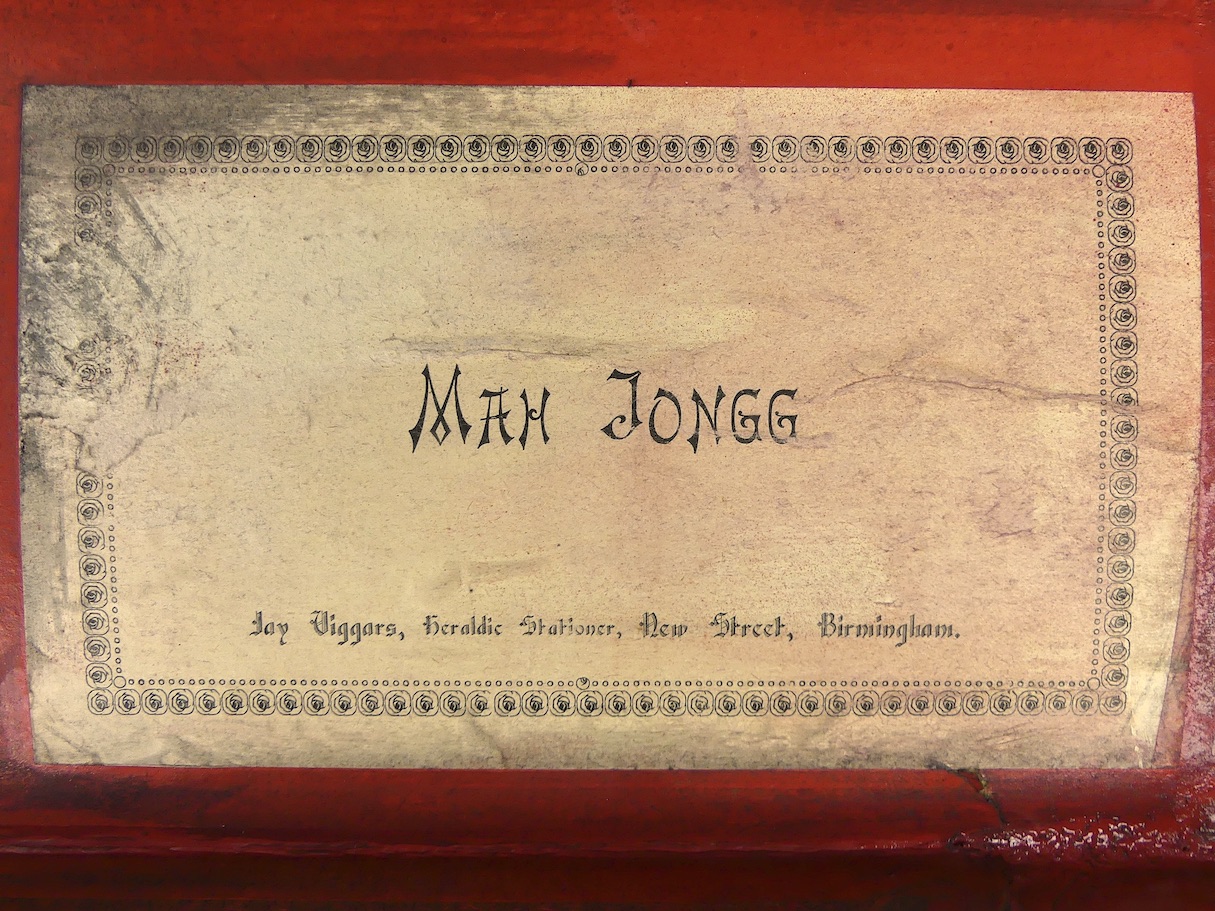 MAH JONGG
Jay Viggars, Heraldic Stationer, New Street, Birmingham.